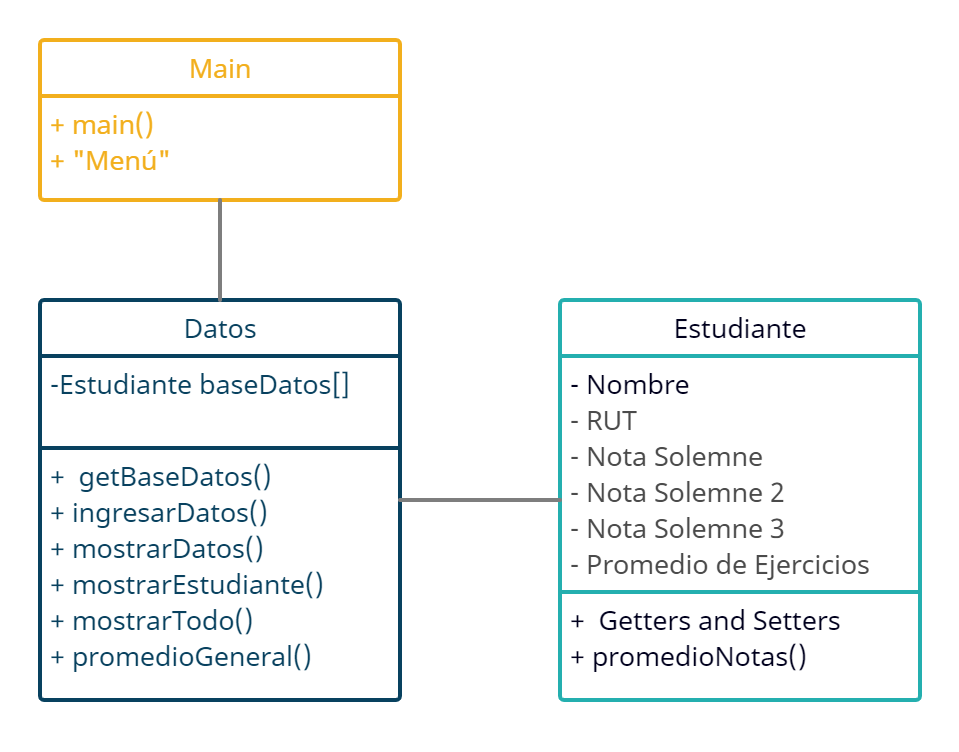 Main
+ main()
+ "Menú"
Datos
-Estudiante baseDatos[]
+  getBaseDatos()
+ ingresarDatos()
+ mostrarDatos()
+ mostrarEstudiante()
+ mostrarTodo()
+ promedioGeneral()
Estudiante
- Nombre
- RUT
- Nota Solemne
- Nota Solemne 2
- Nota Solemne 3
- Promedio de Ejercicios
+  Getters and Setters
+ promedioNotas()